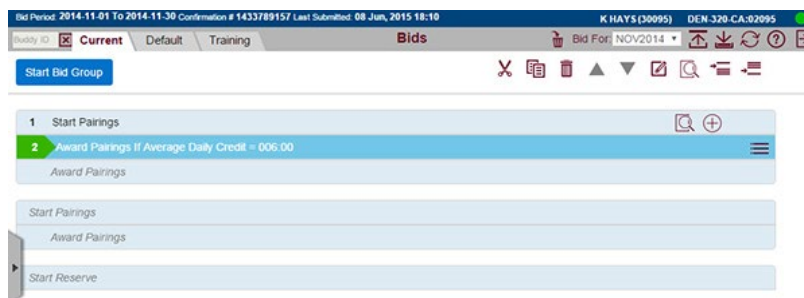 Bid Period: 2014-11-01 To 2014-11-30 Confirmation # 1433789157 Last Submitted: 08 Jun, 2015 18:10 K HAYS (30095) DEN-320-CA:02095
Buddy ID Current Default Training Bids Bid For: NOV2014
Start Bid Group
1 Start Pairings
2 Award Pairings If Average Daily Credit = 006:00
Award Pairings
Start Pairings
Award Pairings
Start Reserve